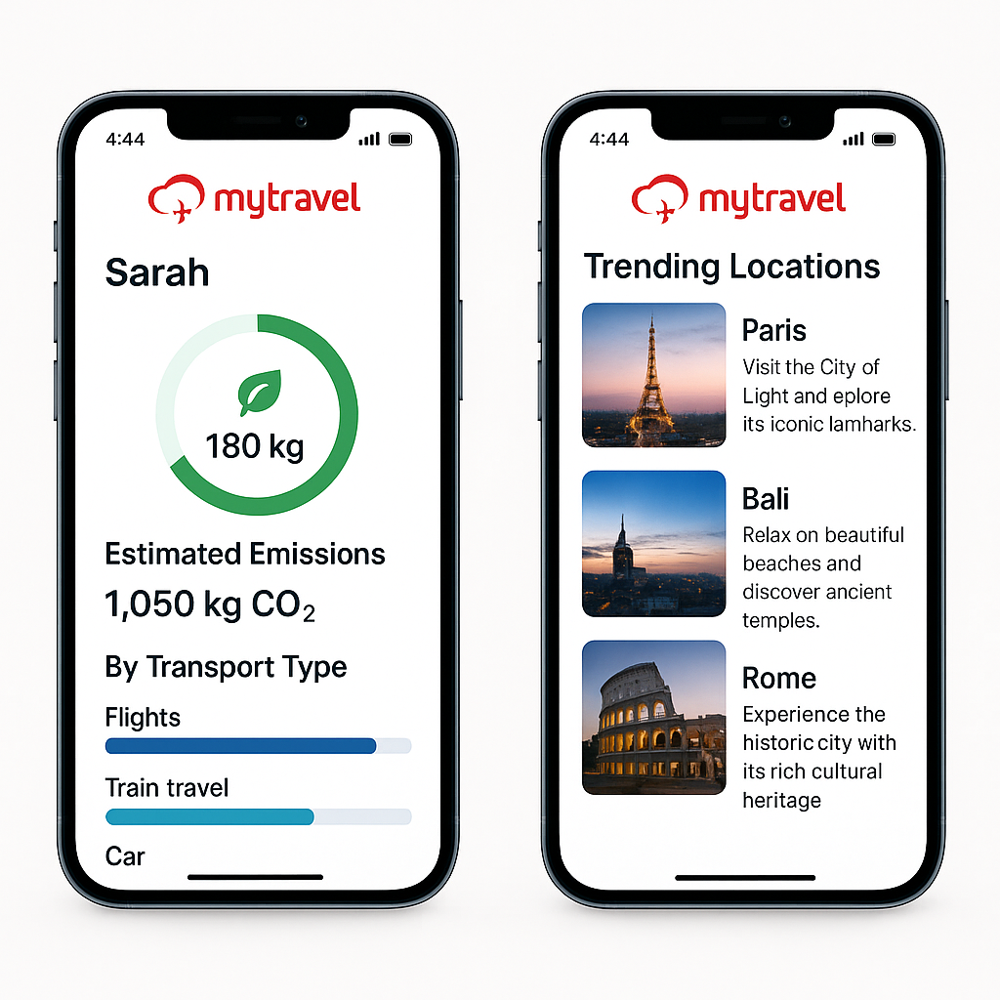 4:44
mytravel
Sarah
180 kg
Estimated Emissions
1,050 kg CO₂
By Transport Type
Flights
Train travel
Car
4:44
mytravel
Trending Locations
Paris
Visit the City of
Light and eplore
its iconic lamharks.
Bali
Relax on beautiful
beaches and
discover ancient
temples.
Rome
Experience the
historic city with
its rich cultural
heritage